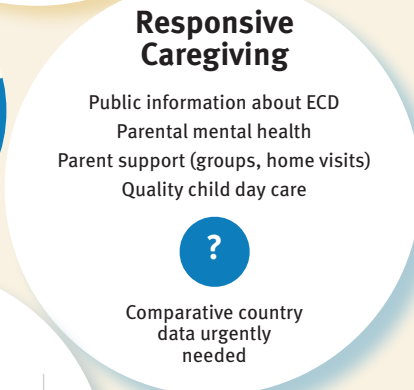 Responsive
Caregiving
Public information about ECD
Parental mental health
Parent support (groups, home visits)
Quality child day care
?
Comparative country
data urgently
needed